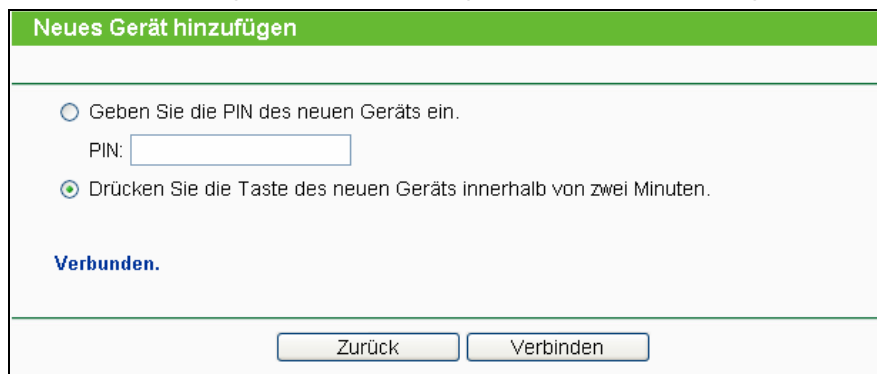 Neues Gerät hinzufügen
Geben Sie die PIN des neuen Geräts ein.
PIN:
Drücken Sie die Taste des neuen Geräts innerhalb von zwei Minuten.
Verbunden.
Zurück Verbinden